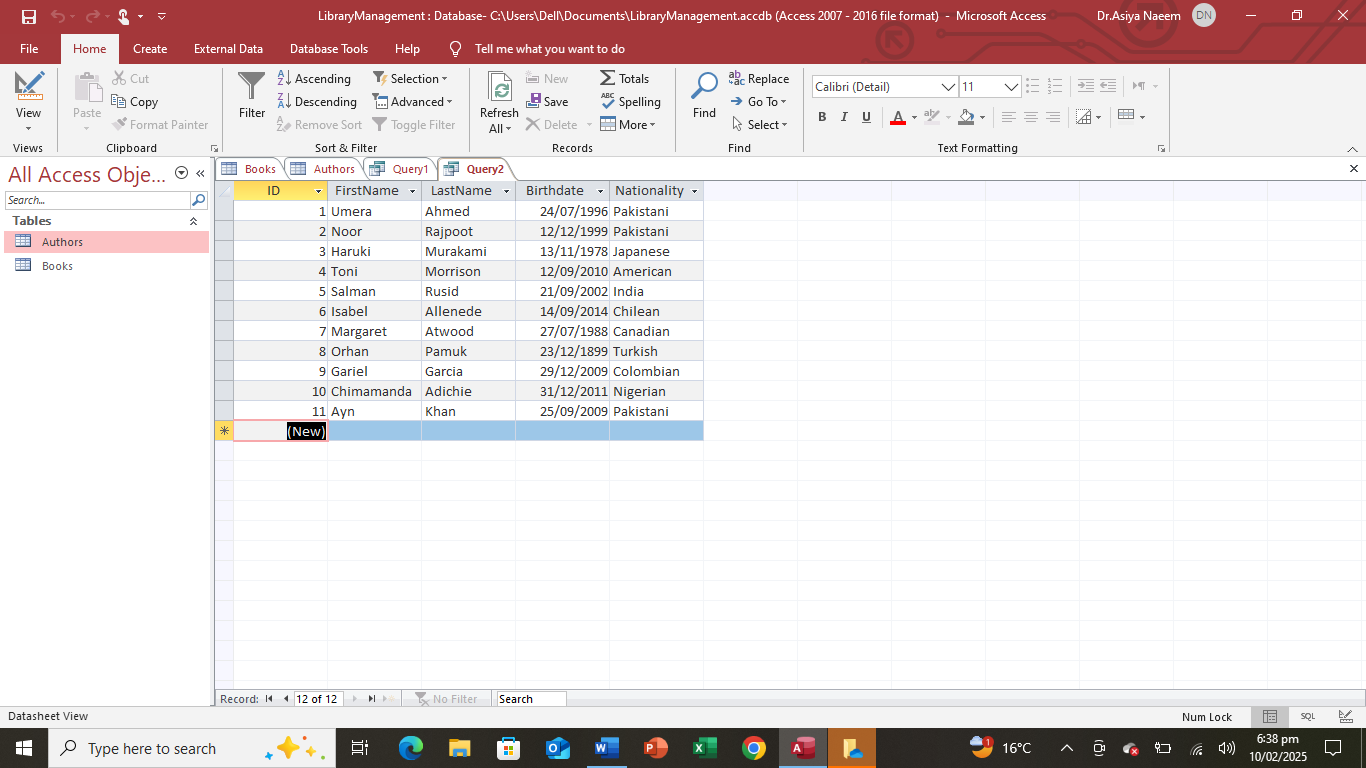 LibraryManagement : Database- C:\Users\Dell\Documents\LibraryManagement.accdb (Access 2007 - 2016 file format) - Microsoft Access
Dr.Asiya Naeem DN
File Home Create External Data Database Tools Help Tell me what you want to do
View
Views
Paste
Cut
Copy
Format Painter
Clipboard
Filter
Ascending
Descending
Remove Sort
Selection
Advanced
Toggle Filter
Sort & Filter
Refresh
All
New
Save
Delete
Totals
Spelling
More
Records
Find
Replace
Go To
Select
Find
Calibri (Detail) 11
B I U A
Text Formatting
All Access Obje...
Search...
Tables
Authors
Books
Books Authors Query1 Query2
ID FirstName LastName Birthdate Nationality
1 Umera Ahmed 24/07/1996 Pakistani
2 Noor Rajpoot 12/12/1999 Pakistani
3 Haruki Murakami 13/11/1978 Japanese
4 Toni Morrison 12/09/2010 American
5 Salman Rusid 21/09/2002 India
6 Isabel Allenede 14/09/2014 Chilean
7 Margaret Atwood 27/07/1988 Canadian
8 Orhan Pamuk 23/12/1899 Turkish
9 Gariel Garcia 29/12/2009 Colombian
10 Chimamanda Adichie 31/12/2011 Nigerian
11 Ayn Khan 25/09/2009 Pakistani
(New)
Record: 12 of 12 No Filter Search
Datasheet View
Num Lock SQL
Type here to search
16°C
6:38 pm
10/02/2025